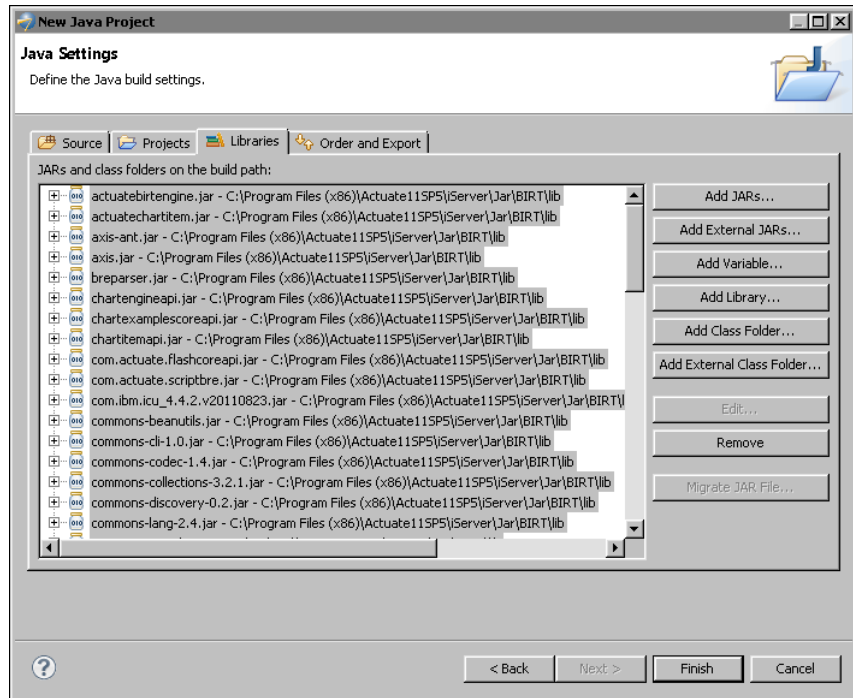 New Java Project
Java Settings
Define the Java build settings.
Source Projects Libraries Order and Export
JARs and class folders on the build path:
actuatebirtengine.jar - C:\Program Files (x86)\Actuate11SP5\iServer\Jar\BIRT\lib
actuatechartitem.jar - C:\Program Files (x86)\Actuate11SP5\iServer\Jar\BIRT\lib
axis-ant.jar - C:\Program Files (x86)\Actuate11SP5\iServer\Jar\BIRT\lib
axis.jar - C:\Program Files (x86)\Actuate11SP5\iServer\Jar\BIRT\lib
breparser.jar - C:\Program Files (x86)\Actuate11SP5\iServer\Jar\BIRT\lib
chartengineapi.jar - C:\Program Files (x86)\Actuate11SP5\iServer\Jar\BIRT\lib
chartexamplescoreapi.jar - C:\Program Files (x86)\Actuate11SP5\iServer\Jar\BIRT\lib
chartitemapi.jar - C:\Program Files (x86)\Actuate11SP5\iServer\Jar\BIRT\lib
com.actuate.flashcoreapi.jar - C:\Program Files (x86)\Actuate11SP5\iServer\Jar\BIRT\lib
com.actuate.scriptbre.jar - C:\Program Files (x86)\Actuate11SP5\iServer\Jar\BIRT\lib
com.ibm.icu_4.4.2.v20110823.jar - C:\Program Files (x86)\Actuate11SP5\iServer\Jar\BIRT\l
commons-beanutils.jar - C:\Program Files (x86)\Actuate11SP5\iServer\Jar\BIRT\lib
commons-cli-1.0.jar - C:\Program Files (x86)\Actuate11SP5\iServer\Jar\BIRT\lib
commons-codec-1.4.jar - C:\Program Files (x86)\Actuate11SP5\iServer\Jar\BIRT\lib
commons-collections-3.2.1.jar - C:\Program Files (x86)\Actuate11SP5\iServer\Jar\BIRT\lib
commons-discovery-0.2.jar - C:\Program Files (x86)\Actuate11SP5\iServer\Jar\BIRT\lib
commons-lang-2.4.jar - C:\Program Files (x86)\Actuate11SP5\iServer\Jar\BIRT\lib
Add JARs...
Add External JARs...
Add Variable...
Add Library...
Add Class Folder...
Add External Class Folder...
Edit...
Remove
Migrate JAR File...
< Back Next > Finish Cancel